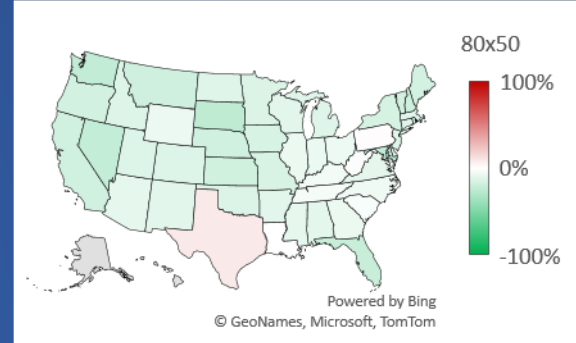 80x50
100%
0%
-100%
Powered by Bing
© GeoNames, Microsoft, TomTom